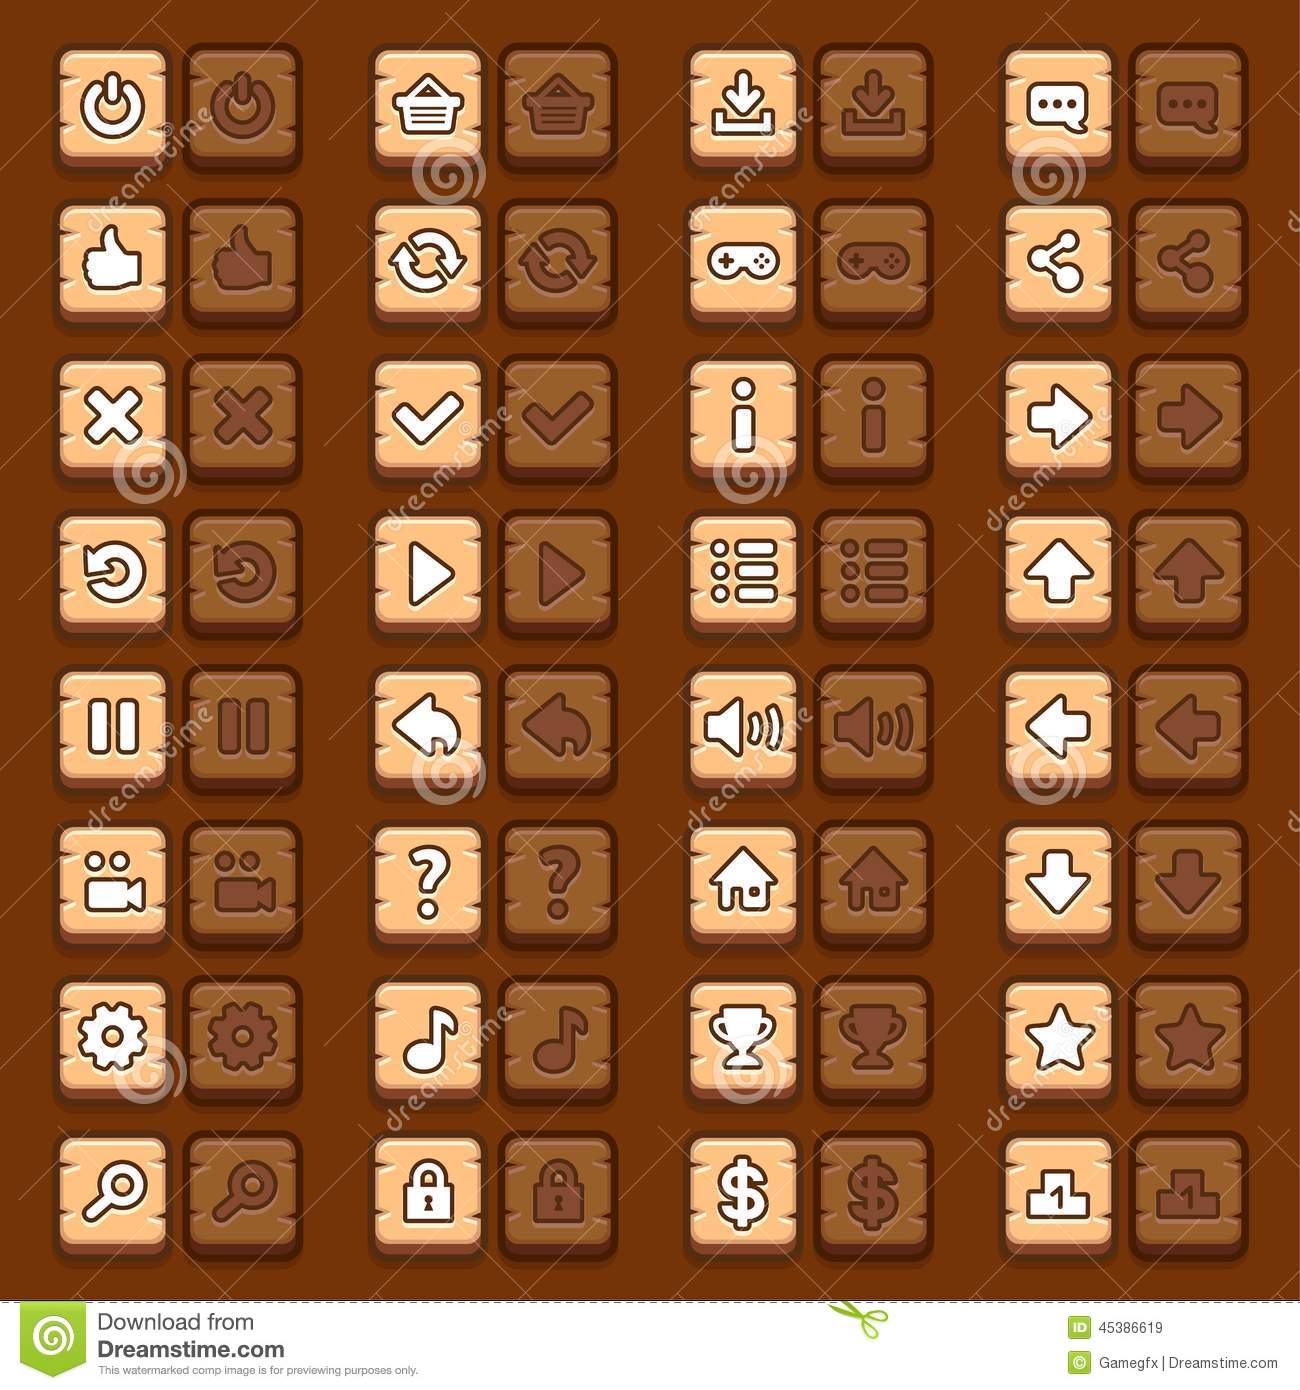 ?
?
$
$
1
1
Download from
Dreamstime.com
This watermarked comp image is for previewing purposes only.
ID 45386619
© Gamegfx | Dreamstime.com